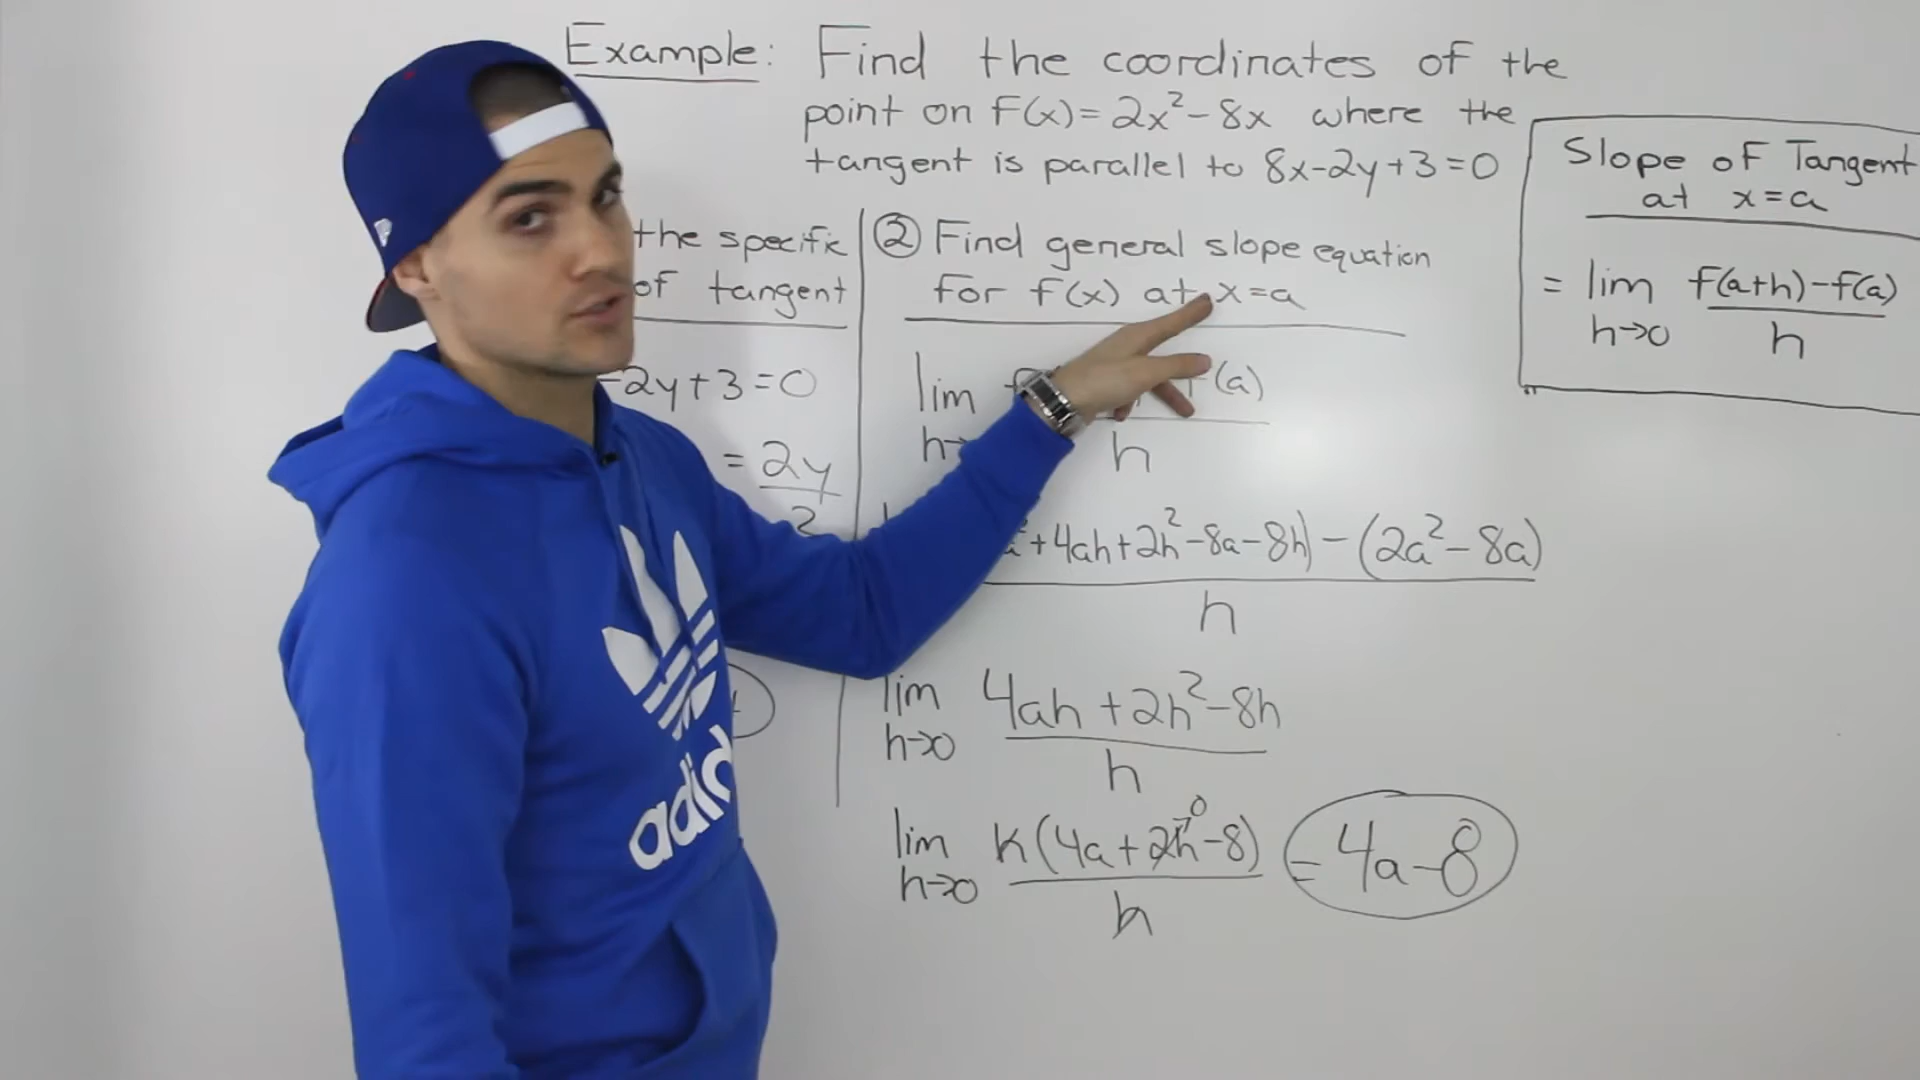 Example: Find the coordinates of the
point on f(x)=2x²-8x where the
tangent is parallel to 8x-2y+3=0
the specific
of tangent
-2y+3=0
= 2y
2
② Find general slope equation
for f(x) at x=a
lim f(a)
h→
h
+4ah+2h²-8a-8h)-(2a²-8a)
h
lim 4ah+2h²-8h
h→0 h
lim h(4a+2h→0-8) = 4a-8
h→0 h
Slope of Tangent
at x=a
= lim f(a+h)-f(a)
h→0 h
adid